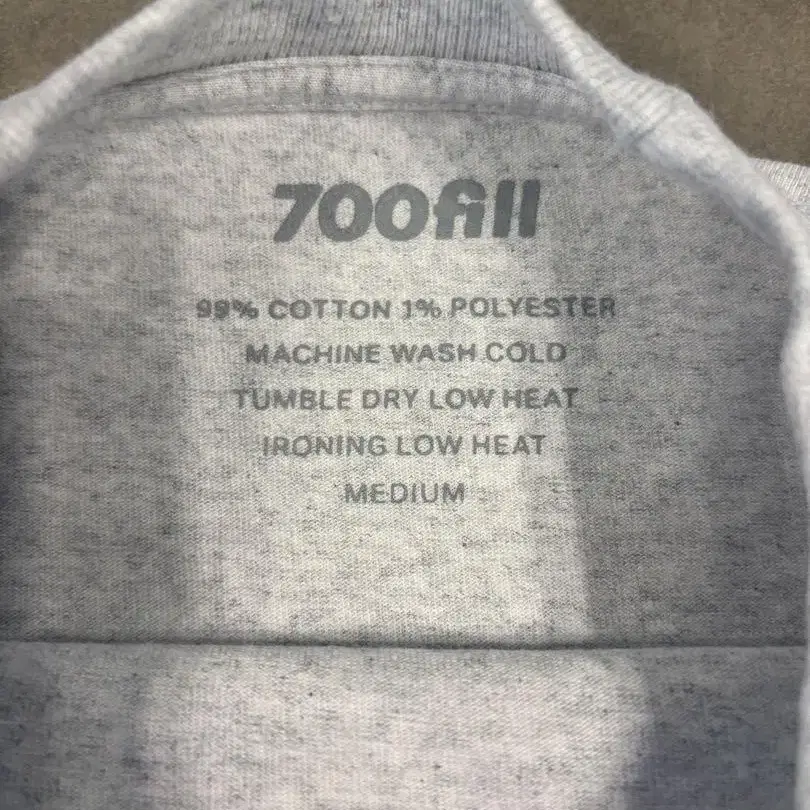 700fill
99% COTTON 1% POLYESTER
MACHINE WASH COLD
TUMBLE DRY LOW HEAT
IRONING LOW HEAT
MEDIUM